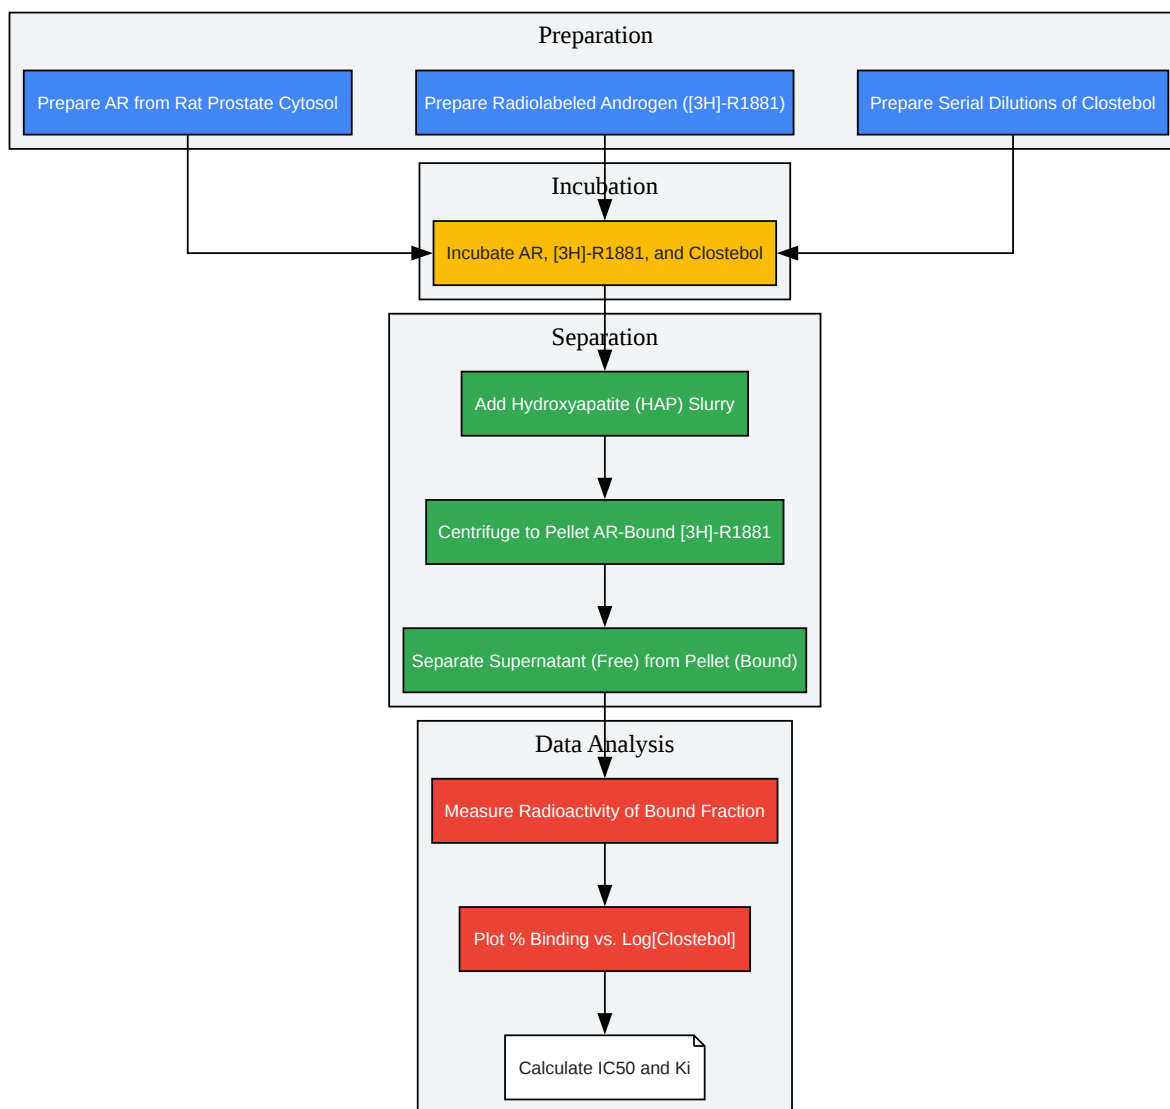 Preparation
Prepare AR from Rat Prostate Cytosol
Prepare Radiolabeled Androgen ([3H]-R1881)
Prepare Serial Dilutions of Clostebol
Incubation
Incubate AR, [3H]-R1881, and Clostebol
Separation
Add Hydroxyapatite (HAP) Slurry
Centrifuge to Pellet AR-Bound [3H]-R1881
Separate Supernatant (Free) from Pellet (Bound)
Data Analysis
Measure Radioactivity of Bound Fraction
Plot % Binding vs. Log[Clostebol]
Calculate IC50 and Ki